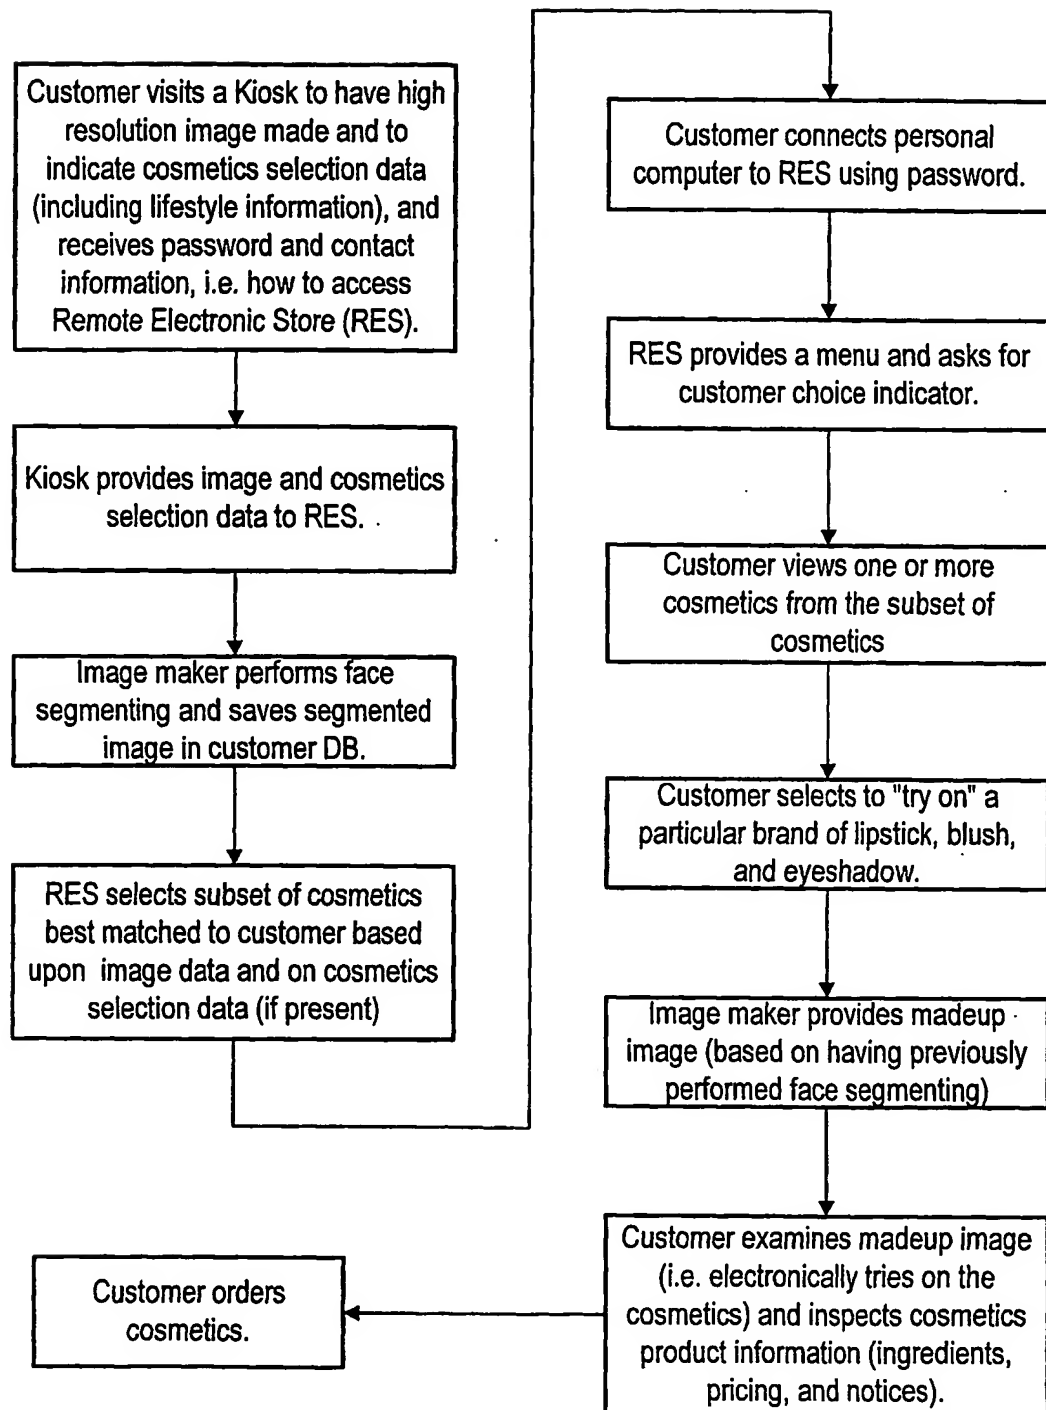 Customer visits a Kiosk to have high
resolution image made and to
indicate cosmetics selection data
(including lifestyle information), and
receives password and contact
information, i.e. how to access
Remote Electronic Store (RES).
Kiosk provides image and cosmetics
selection data to RES.
Image maker performs face
segmenting and saves segmented
image in customer DB.
RES selects subset of cosmetics
best matched to customer based
upon image data and on cosmetics
selection data (if present)
Customer connects personal
computer to RES using password.
RES provides a menu and asks for
customer choice indicator.
Customer views one or more
cosmetics from the subset of
cosmetics
Customer selects to "try on" a
particular brand of lipstick, blush,
and eyeshadow.
Image maker provides madeup
image (based on having previously
performed face segmenting)
Customer examines madeup image
(i.e. electronically tries on the
cosmetics) and inspects cosmetics
product information (ingredients,
pricing, and notices).
Customer orders
cosmetics.